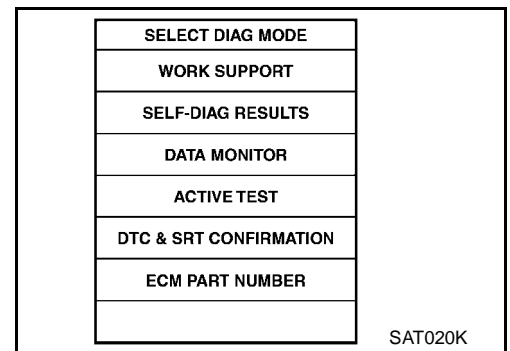 SELECT DIAG MODE
WORK SUPPORT
SELF-DIAG RESULTS
DATA MONITOR
ACTIVE TEST
DTC & SRT CONFIRMATION
ECM PART NUMBER
SAT020K